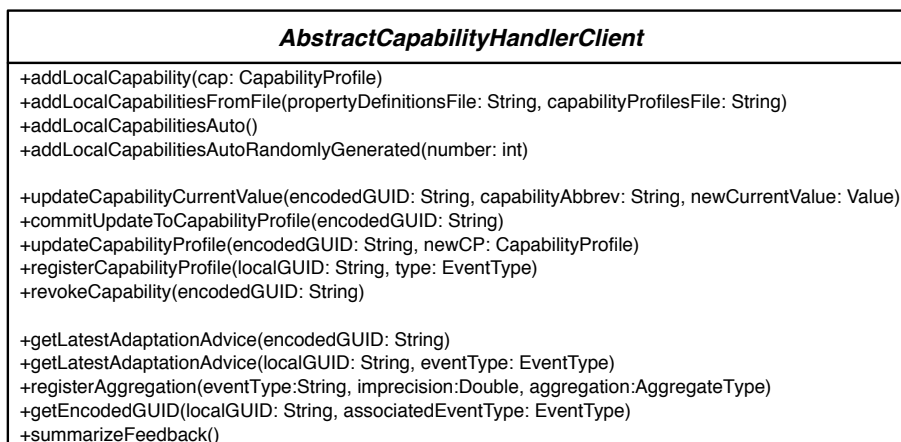 AbstractCapabilityHandlerClient
+addLocalCapability(cap: CapabilityProfile)
+addLocalCapabilitiesFromFile(propertyDefinitionsFile: String, capabilityProfilesFile: String)
+addLocalCapabilitiesAuto()
+addLocalCapabilitiesAutoRandomlyGenerated(number: int)
+updateCapabilityCurrentValue(encodedGUID: String, capabilityAbbrev: String, newCurrentValue: Value)
+commitUpdateToCapabilityProfile(encodedGUID: String)
+updateCapabilityProfile(encodedGUID: String, newCP: CapabilityProfile)
+registerCapabilityProfile(localGUID: String, type: EventType)
+revokeCapability(encodedGUID: String)
+getLatestAdaptationAdvice(encodedGUID: String)
+getLatestAdaptationAdvice(localGUID: String, eventType: EventType)
+registerAggregation(eventType:String, imprecision:Double, aggregation:AggregateType)
+getEncodedGUID(localGUID: String, associatedEventType: EventType)
+summarizeFeedback()